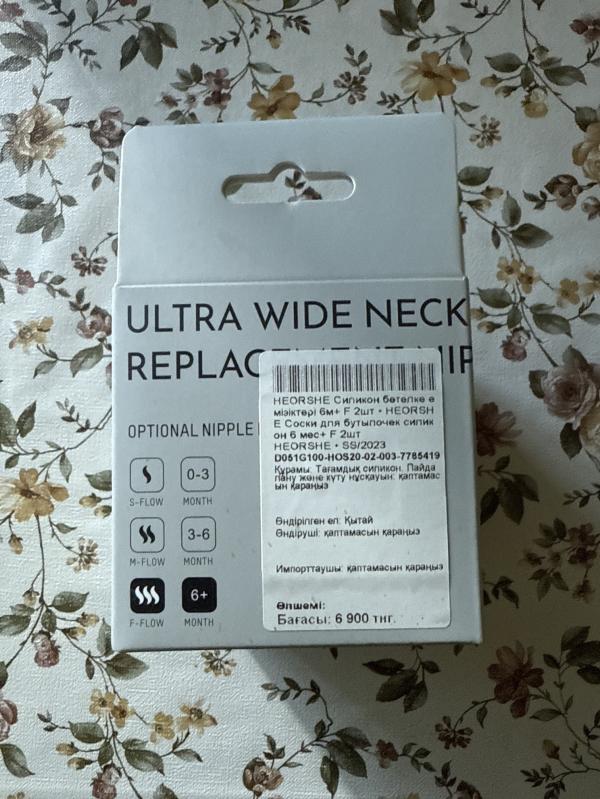 ULTRA WIDE NECK
REPLAC
OPTIONAL NIPPLE
S-FLOW
0-3
MONTH
M-FLOW
3-6
MONTH
F-FLOW
6+
MONTH
HEORSHE Силикон бөтелке е
мізіктері 6м+ F 2шт • HEORSH
E Соски для бутылочек силик
он 6 мес+ F 2шт
HEORSHE • SS/2023
D051G100-HOS20-02-003-7785419
Құрамы: Тағамдық силикон. Пайда
лану және күту нұсқауын: қаптамас
ын қараңыз
Өндірілген ел: Қытай
Өндіруші: қаптамасын қараңыз
Импорттаушы: қаптамасын қараңыз
Өлшемі:
Бағасы: 6 900 тнг.